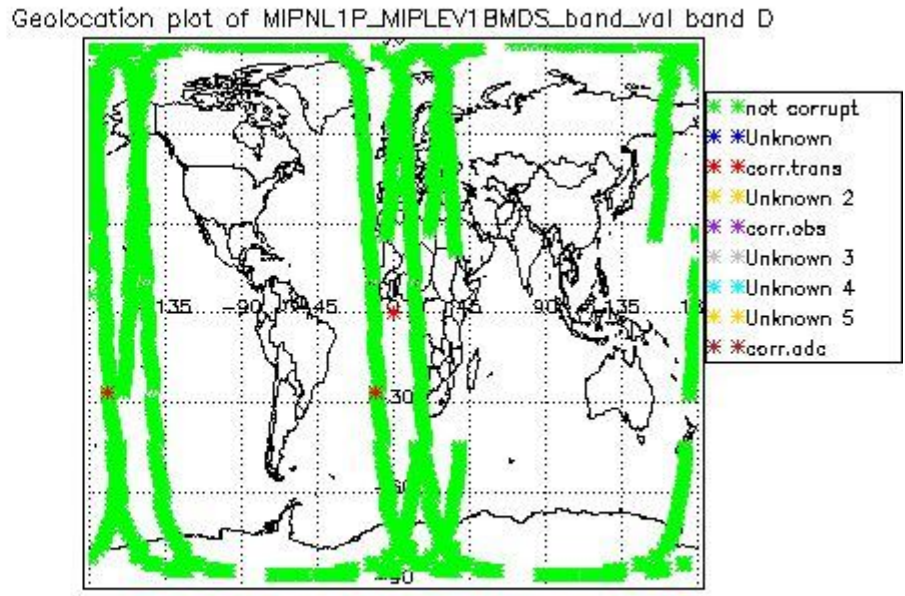 Geolocation plot of MIPNL1P_MIPLEV1BMDS_band_val band D
not corrupt
Unknown
corr.trans
Unknown 2
corr.obs
Unknown 3
Unknown 4
Unknown 5
corr.adc
135 -90 45 90 135
30
-90